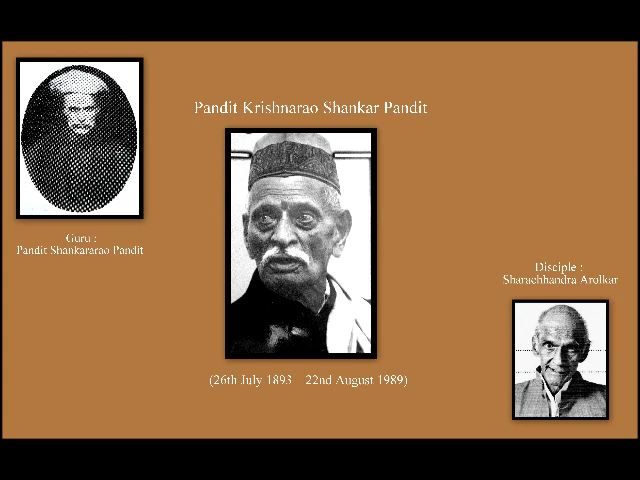 Pandit Krishnarao Shankar Pandit
Guru :
Pandit Shankararao Pandit
Disciple :
Sharachhandra Arolkar
(26th July 1893 22nd August 1989)